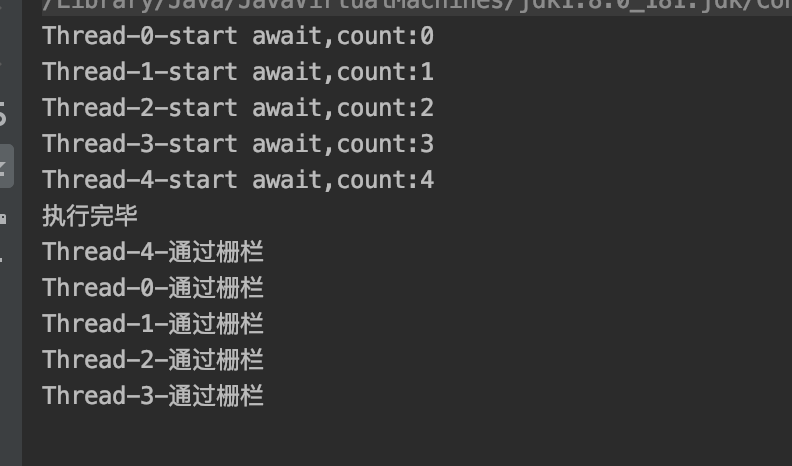 /Library/Java/JavaVirtualMachines/jdk1.8.0_181.jdk/Con
Thread-0-start await,count:0
Thread-1-start await,count:1
Thread-2-start await,count:2
Thread-3-start await,count:3
Thread-4-start await,count:4
执行完毕
Thread-4-通过栅栏
Thread-0-通过栅栏
Thread-1-通过栅栏
Thread-2-通过栅栏
Thread-3-通过栅栏